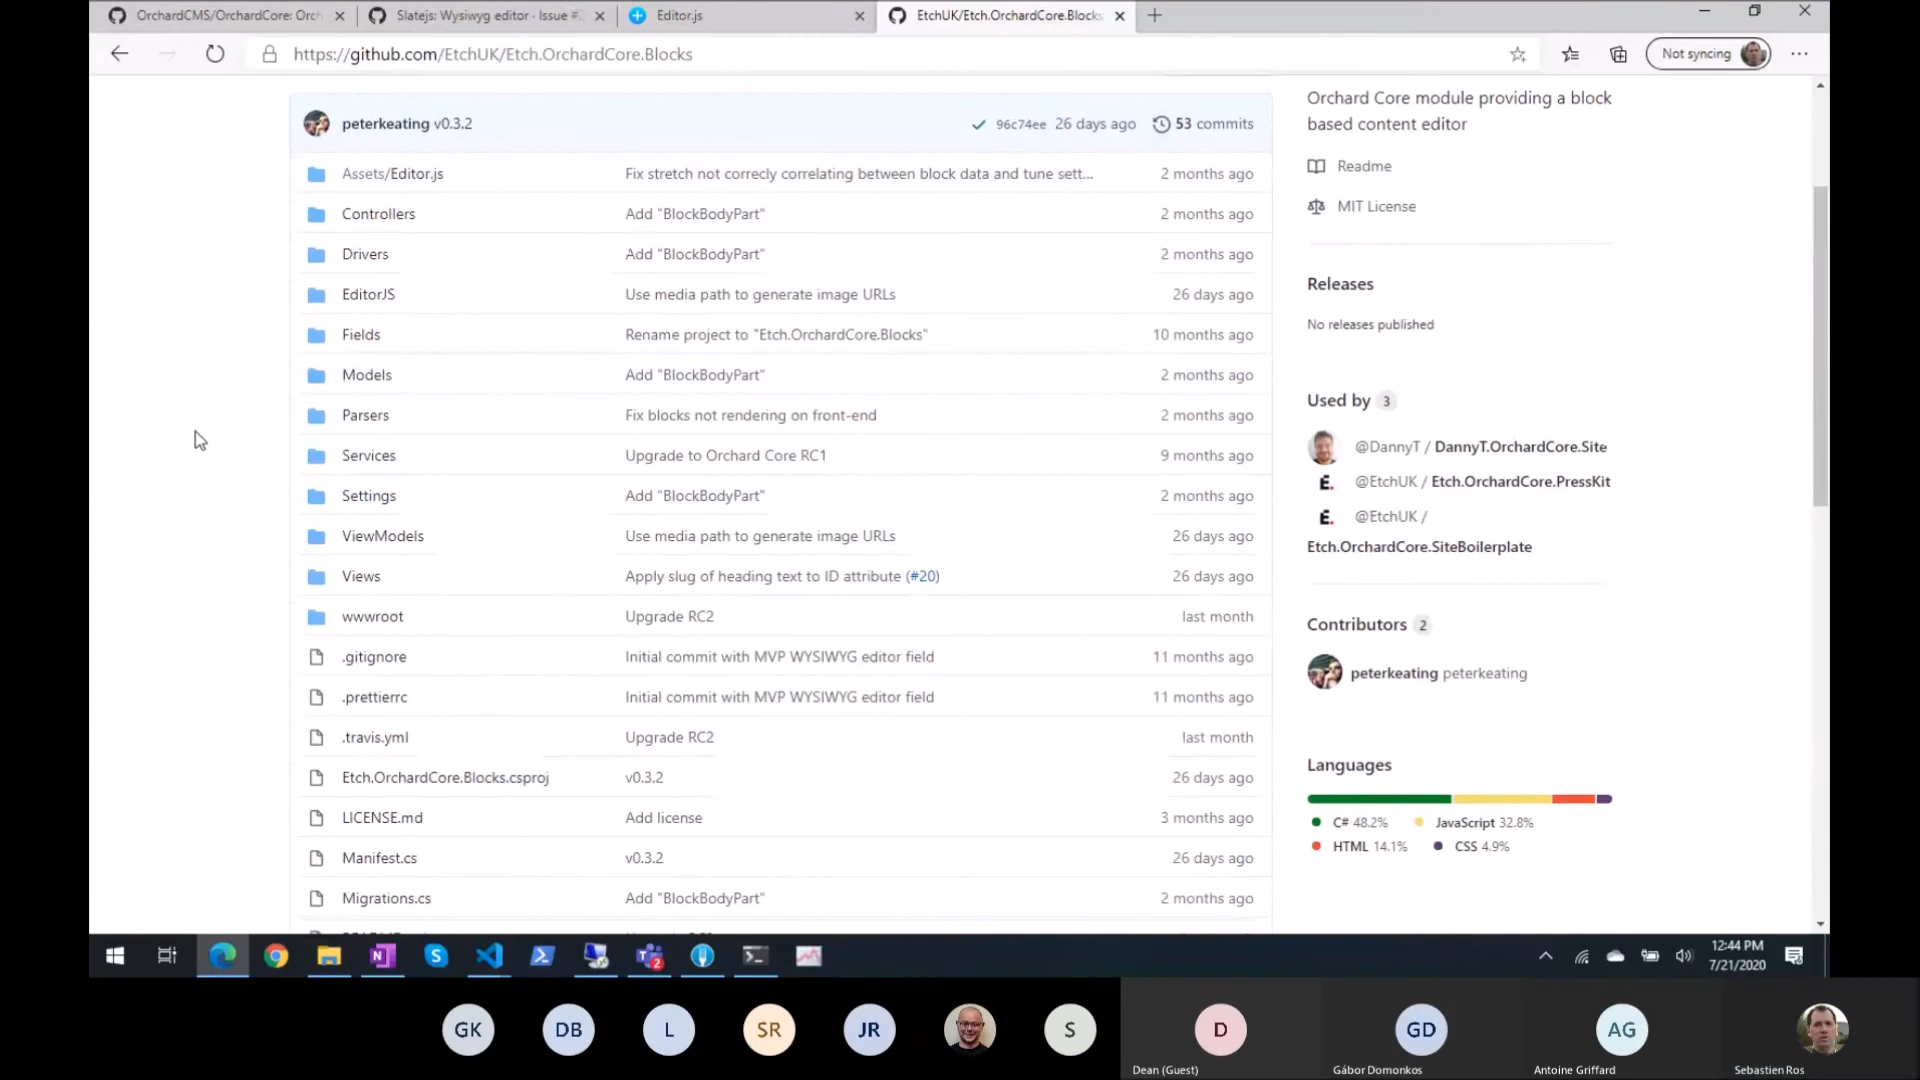 OrchardCMS/OrchardCore: Orch
Slatejs: Wysiwyg editor · Issue #
Editor.js
EtchUK/Etch.OrchardCore.Blocks
https://github.com/EtchUK/Etch.OrchardCore.Blocks
Not syncing
peterkeating v0.3.2
96c74ee 26 days ago 53 commits
Assets/Editor.js Fix stretch not correcly correlating between block data and tune sett... 2 months ago
Controllers Add "BlockBodyPart" 2 months ago
Drivers Add "BlockBodyPart" 2 months ago
EditorJS Use media path to generate image URLs 26 days ago
Fields Rename project to "Etch.OrchardCore.Blocks" 10 months ago
Models Add "BlockBodyPart" 2 months ago
Parsers Fix blocks not rendering on front-end 2 months ago
Services Upgrade to Orchard Core RC1 9 months ago
Settings Add "BlockBodyPart" 2 months ago
ViewModels Use media path to generate image URLs 26 days ago
Views Apply slug of heading text to ID attribute (#20) 26 days ago
wwwroot Upgrade RC2 last month
.gitignore Initial commit with MVP WYSIWYG editor field 11 months ago
.prettierrc Initial commit with MVP WYSIWYG editor field 11 months ago
.travis.yml Upgrade RC2 last month
Etch.OrchardCore.Blocks.csproj v0.3.2 26 days ago
LICENSE.md Add license 3 months ago
Manifest.cs v0.3.2 26 days ago
Migrations.cs Add "BlockBodyPart" 2 months ago
Orchard Core module providing a block
based content editor
Readme
MIT License
Releases
No releases published
Used by 3
@DannyT / DannyT.OrchardCore.Site
@EtchUK / Etch.OrchardCore.PressKit
@EtchUK /
Etch.OrchardCore.SiteBoilerplate
Contributors 2
peterkeating peterkeating
Languages
C# 48.2% JavaScript 32.8%
HTML 14.1% CSS 4.9%
12:44 PM
7/21/2020
GK
DB
L
SR
JR
S
D
GD
AG
Dean (Guest)
Gábor Domonkos
Antoine Griffard
Sebastien Ros